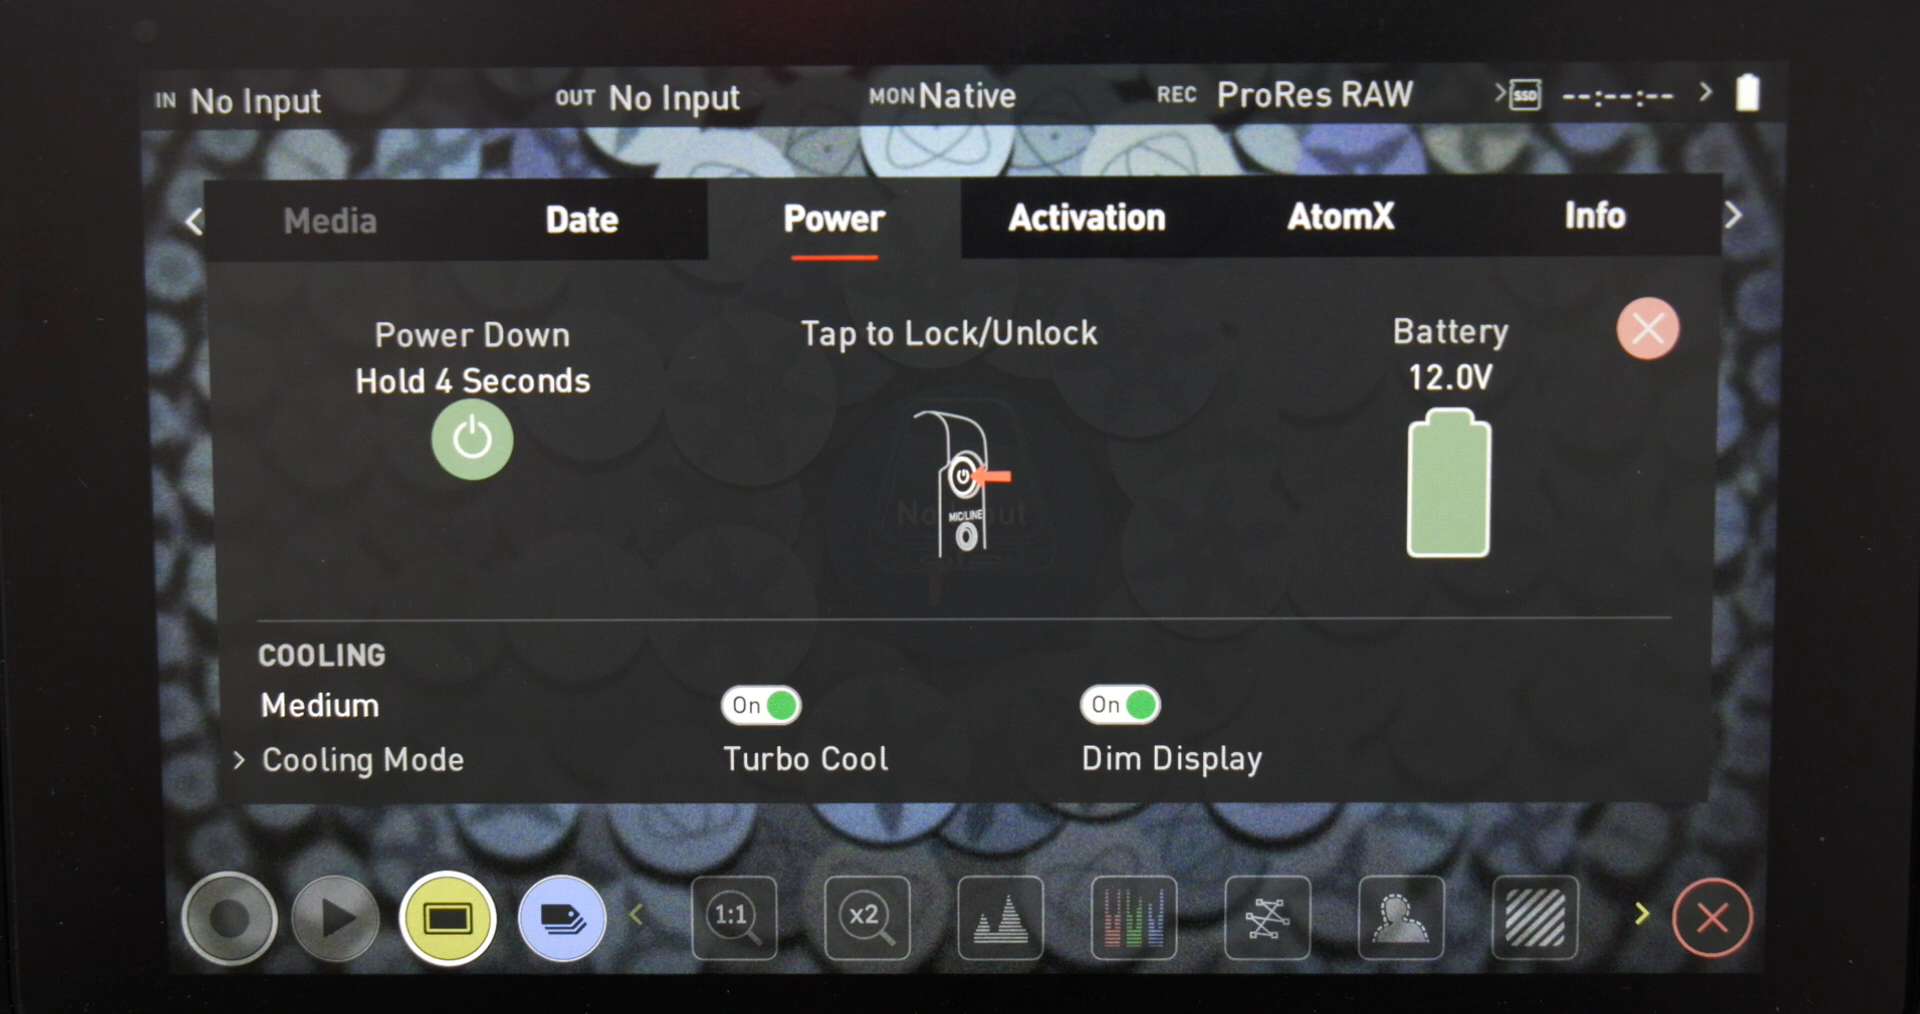 IN No Input OUT No Input MON Native REC ProRes RAW SSD --:--:--
Media Date Power Activation AtomX Info
Power Down
Hold 4 Seconds
Tap to Lock/Unlock
MIC/LINE
Battery
12.0V
COOLING
Medium
Cooling Mode
On
Turbo Cool
On
Dim Display
1:1
x2